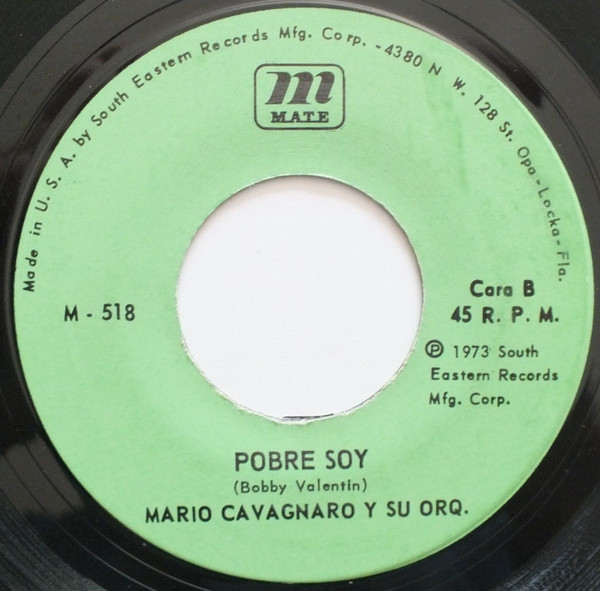 Made in U. S. A. by South Eastern Records Mfg. Corp. - 4380 N W. 128 St. Opa-Locka-Fla.
m
MATE
M - 518
Cara B
45 R. P. M.
℗ 1973 South
Eastern Records
Mfg. Corp.
POBRE SOY
(Bobby Valentin)
MARIO CAVAGNARO Y SU ORQ.